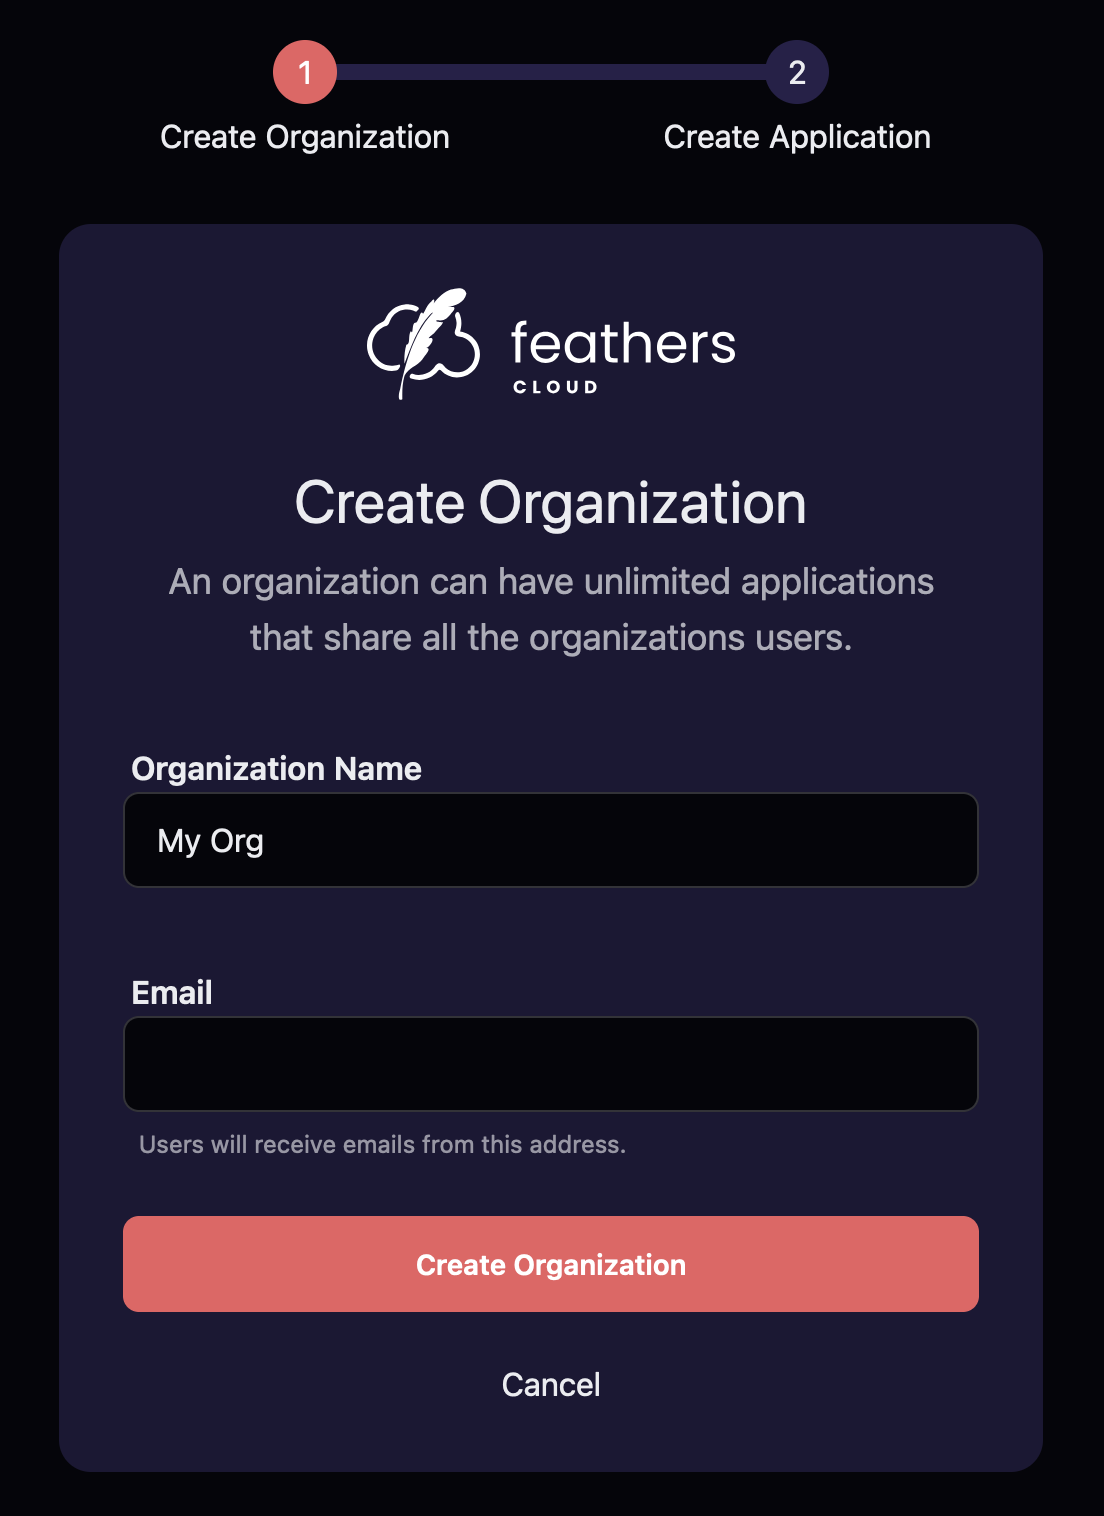 1
2
Create Organization
Create Application
feathers
CLOUD
Create Organization
An organization can have unlimited applications
that share all the organizations users.
Organization Name
My Org
Email
Users will receive emails from this address.
Create Organization
Cancel